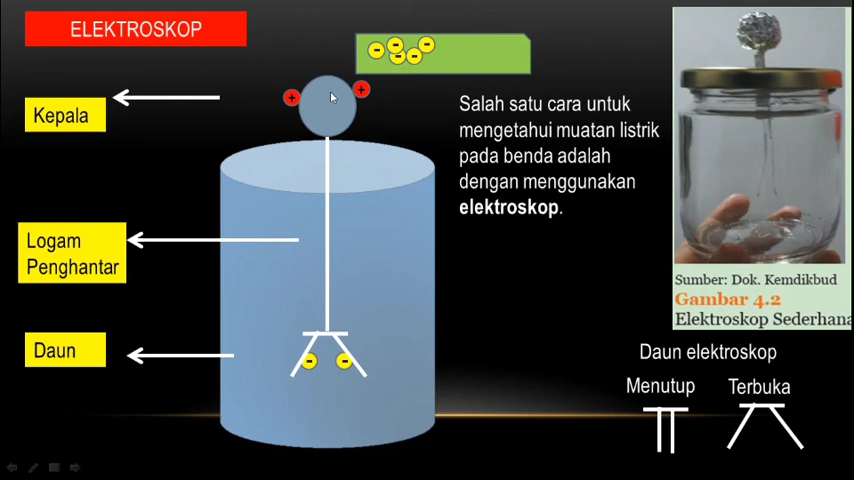 ELEKTROSKOP
Kepala
Logam
Penghantar
Daun
Salah satu cara untuk
mengetahui muatan listrik
pada benda adalah
dengan menggunakan
elektroskop.
Sumber: Dok. Kemdikbud
Gambar 4.2
Elektroskop Sederhana
Daun elektroskop
Menutup
Terbuka